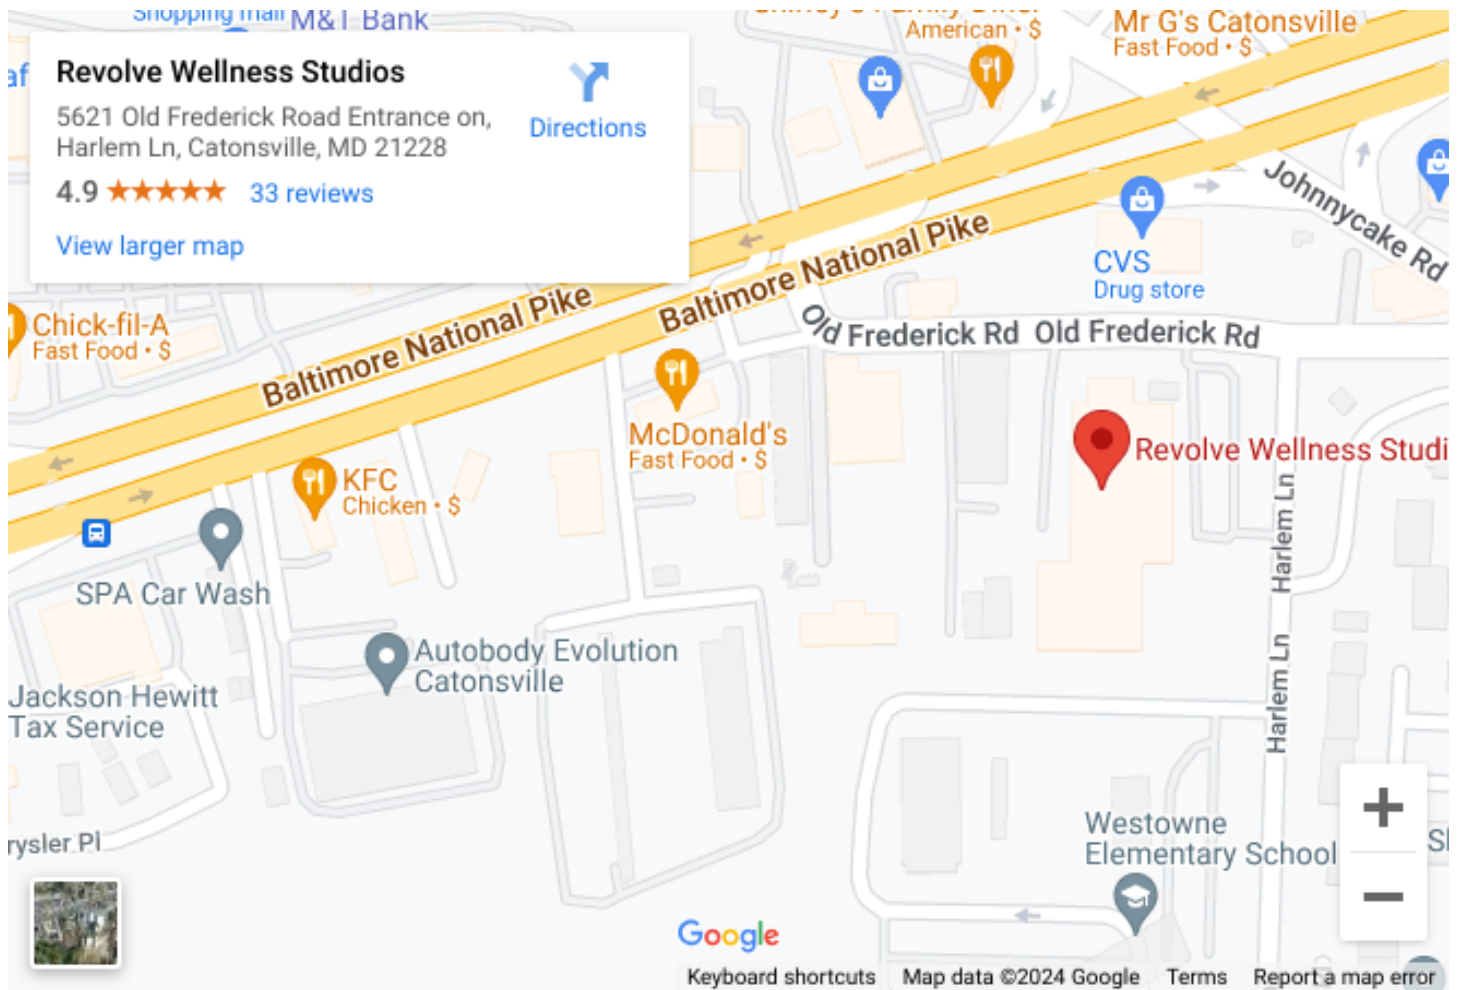 Shopping mall
M&T Bank
American • $
Mr G's Catonsville
Fast Food • $
Revolve Wellness Studios
5621 Old Frederick Road Entrance on,
Harlem Ln, Catonsville, MD 21228
4.9 ★★★★★ 33 reviews
Directions
View larger map
Johnnycake Rd
Baltimore National Pike
Baltimore National Pike
CVS
Drug store
Chick-fil-A
Fast Food • $
Old Frederick Rd
Old Frederick Rd
McDonald's
Fast Food • $
Revolve Wellness Studi
KFC
Chicken • $
Harlem Ln
SPA Car Wash
Autobody Evolution
Catonsville
Harlem Ln
Jackson Hewitt
Tax Service
rysler Pl
Westowne
Elementary School
+
−
Google
Keyboard shortcuts
Map data ©2024 Google
Terms
Report a map error